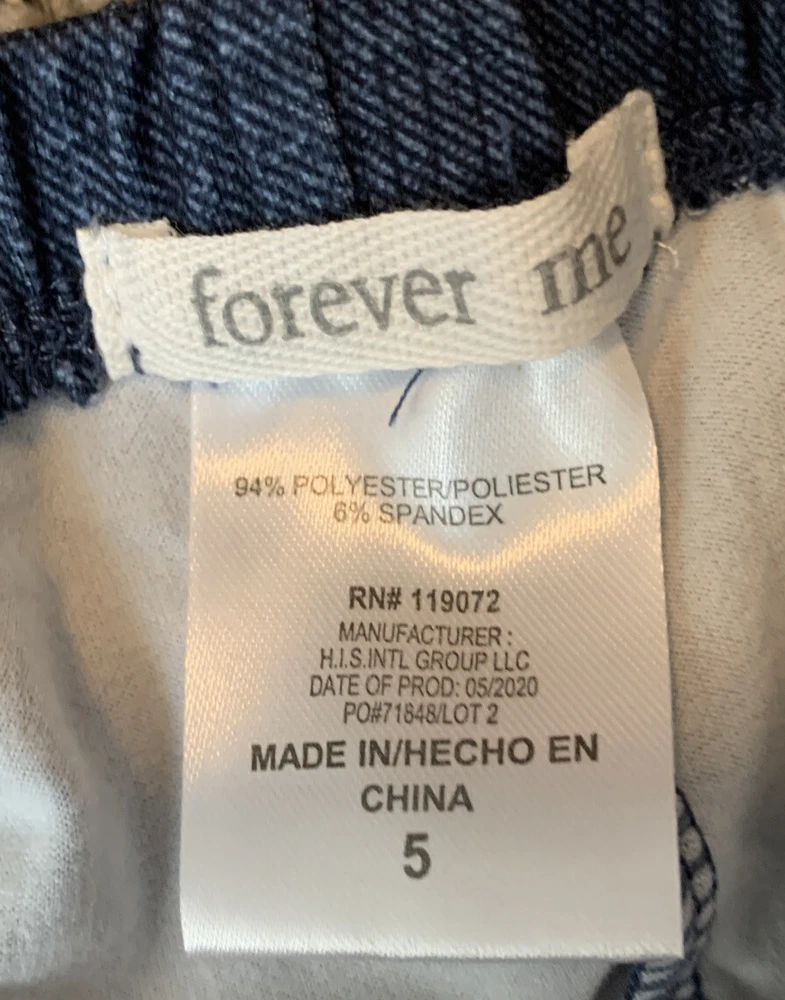 forever me
94% POLYESTER/POLIESTER
6% SPANDEX
RN# 119072
MANUFACTURER :
H.I.S.INTL GROUP LLC
DATE OF PROD: 05/2020
PO#71848/LOT 2
MADE IN/HECHO EN
CHINA
5